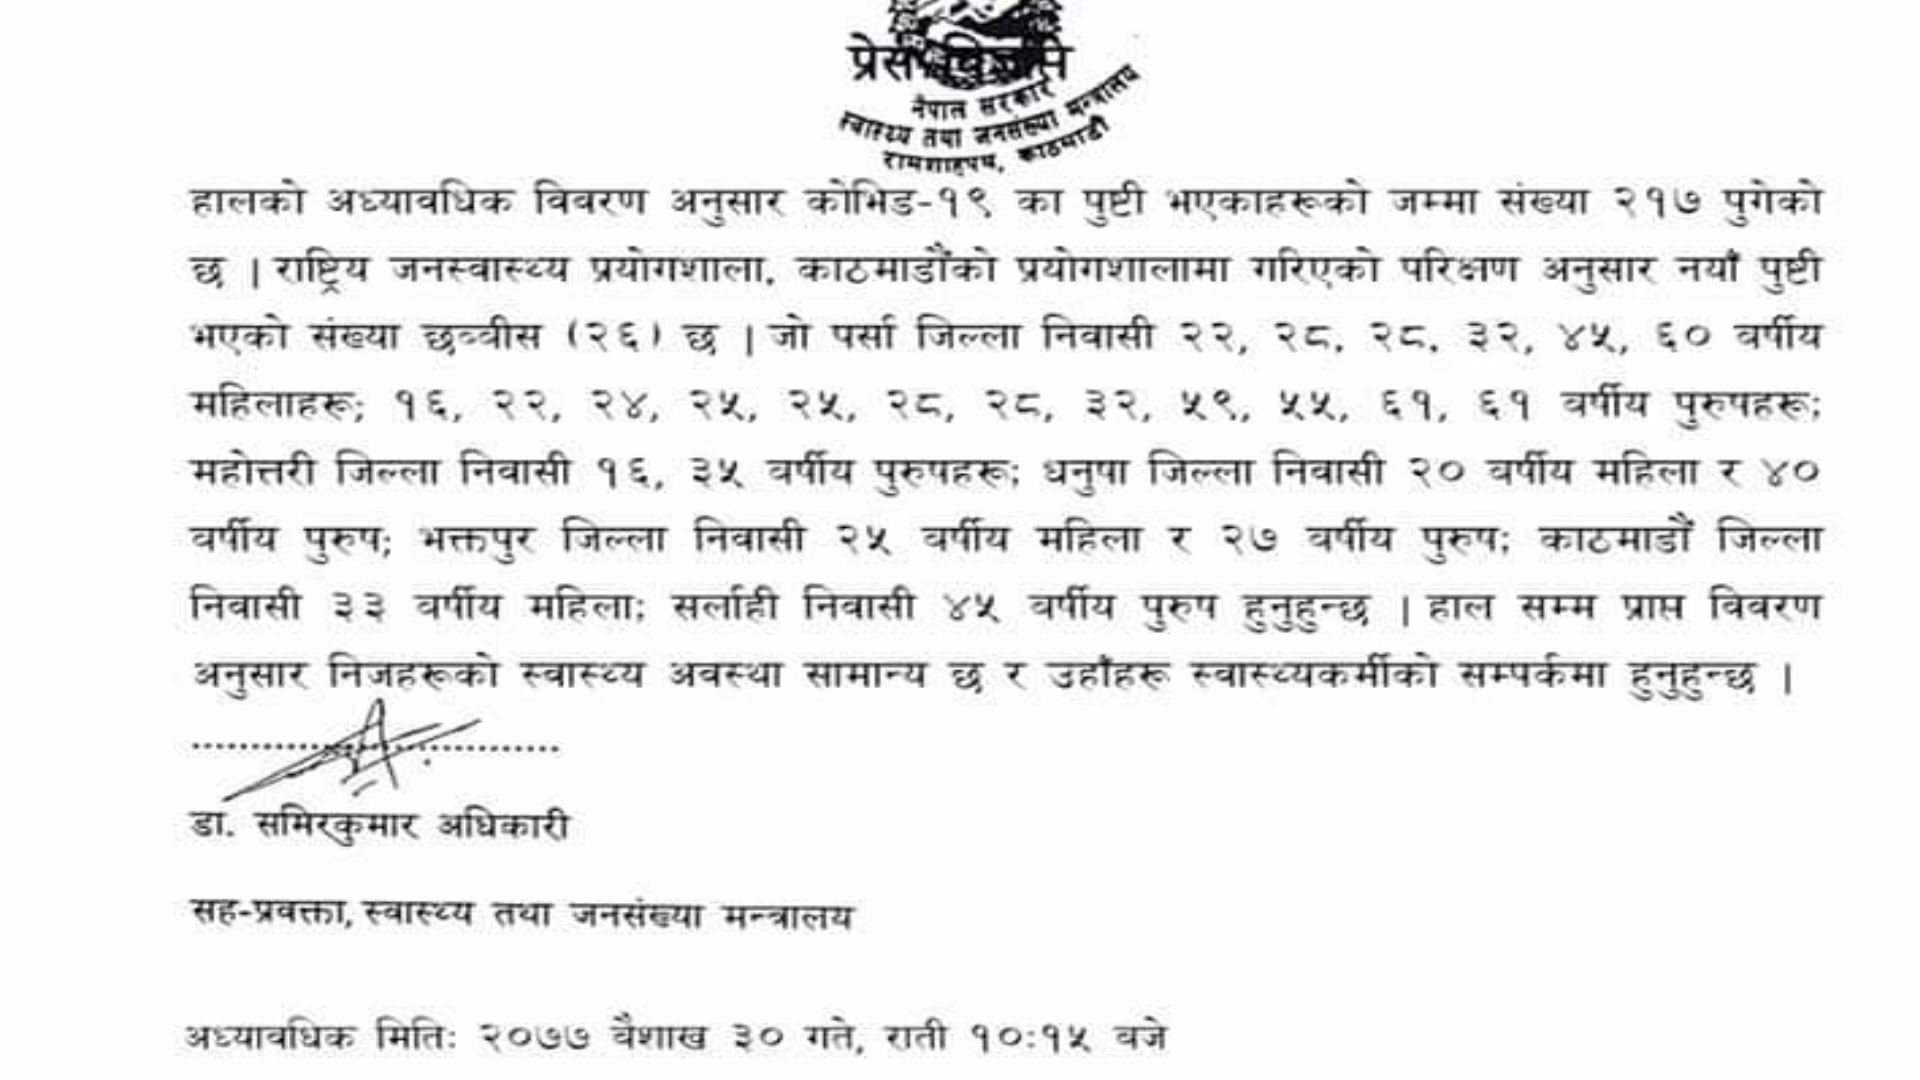 प्रेस विज्ञप्ति
नेपाल सरकार
स्वास्थ्य तथा जनसंख्या मन्त्रालय
रामशाहपथ, काठमाडौं
हालको अध्यावधिक विवरण अनुसार कोभिड-१९ का पुष्टी भएकाहरूको जम्मा संख्या २१७ पुगेको
छ | राष्ट्रिय जनस्वास्थ्य प्रयोगशाला, काठमाडौंको प्रयोगशालामा गरिएको परिक्षण अनुसार नयाँ पुष्टी
भएको संख्या छव्वीस (२६) छ | जो पर्सा जिल्ला निवासी २२, २८, २८, ३२, ४५, ६० वर्षीय
महिलाहरू; १६, २२, २४, २५, २५, २८, २८, ३२, ५९, ५५, ६१, ६१ वर्षीय पुरुषहरू;
महोत्तरी जिल्ला निवासी १६, ३५ वर्षीय पुरुषहरू; धनुषा जिल्ला निवासी २० वर्षीय महिला र ४०
वर्षीय पुरुष; भक्तपुर जिल्ला निवासी २५ वर्षीय महिला र २७ वर्षीय पुरुष; काठमाडौं जिल्ला
निवासी ३३ वर्षीय महिला; सर्लाही निवासी ४५ वर्षीय पुरुष हुनुहुन्छ | हाल सम्म प्राप्त विवरण
अनुसार निजहरूको स्वास्थ्य अवस्था सामान्य छ र उहाँहरू स्वास्थ्यकर्मीको सम्पर्कमा हुनुहुन्छ |
डा. समिरकुमार अधिकारी
सह-प्रवक्ता, स्वास्थ्य तथा जनसंख्या मन्त्रालय
अध्यावधिक मिति: २०७७ वैशाख ३० गते, राती १०:१५ वजे